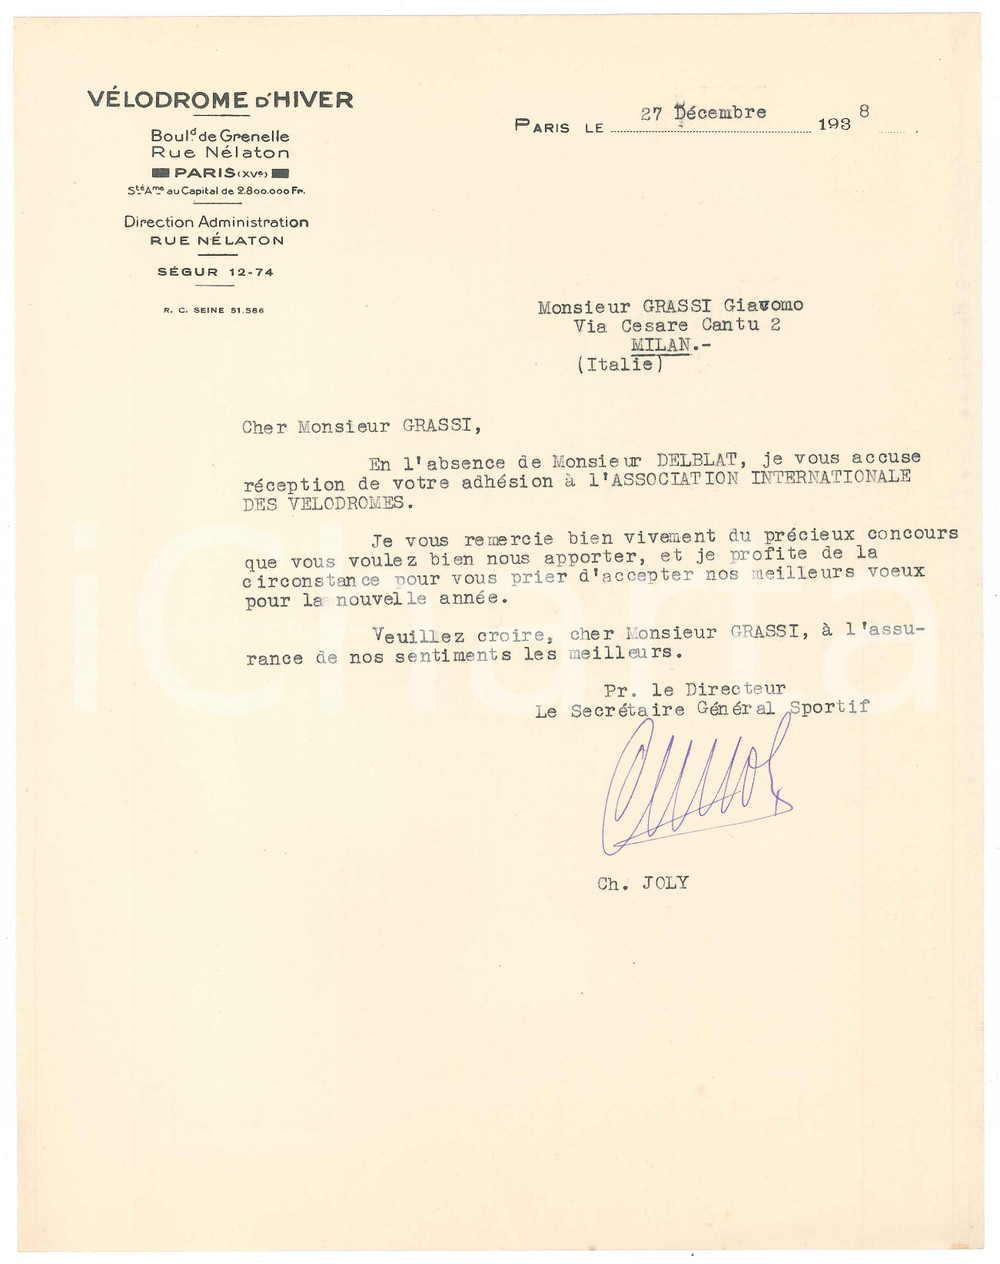 VÉLODROME D'HIVER
Boul.d de Grenelle
Rue Nélaton
PARIS (XVe)
Sté Ame au Capital de 2.800.000 Fr.
Direction Administration
RUE NÉLATON
SÉGUR 12-74
R. C. SEINE 51.586
PARIS LE 27 Décembre 1938
Monsieur GRASSI Giavomo
Via Cesare Cantu 2
MILAN.-
(Italie)
Cher Monsieur GRASSI,
En l'absence de Monsieur DELBLAT, je vous accuse
réception de votre adhésion à l'ASSOCIATION INTERNATIONALE
DES VELODROMES.
Je vous remercie bien vivement du précieux concours
que vous voulez bien nous apporter, et je profite de la
circonstance pour vous prier d'accepter nos meilleurs voeux
pour la nouvelle année.
Veuillez croire, cher Monsieur GRASSI, à l'assu-
rance de nos sentiments les meilleurs.
Pr. le Directeur
Le Secrétaire Général Sportif
Ch. JOLY
iCharta